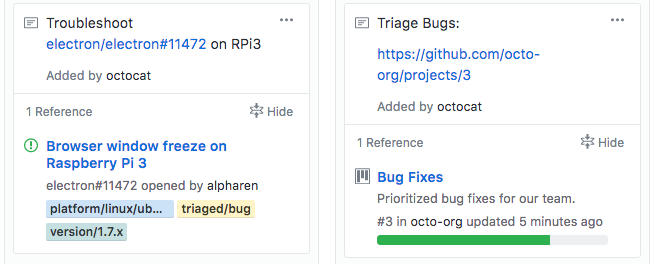 Troubleshoot
electron/electron#11472 on RPi3
Added by octocat
1 Reference
Hide
Browser window freeze on
Raspberry Pi 3
electron#11472 opened by alpharen
platform/linux/ub... triaged/bug
version/1.7.x
Triage Bugs:
https://github.com/octo-
org/projects/3
Added by octocat
1 Reference
Hide
Bug Fixes
Prioritized bug fixes for our team.
#3 in octo-org updated 5 minutes ago